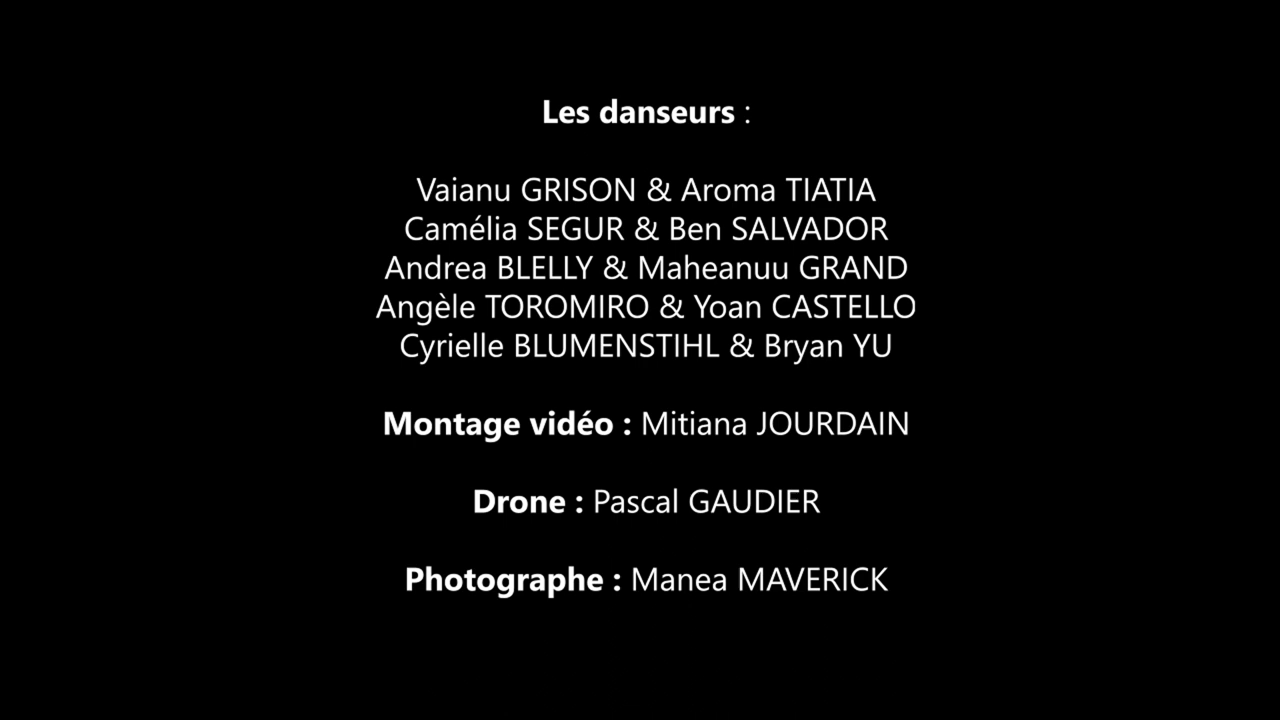 Les danseurs :
Vaianu GRISON & Aroma TIATIA
Camélia SEGUR & Ben SALVADOR
Andrea BLELLY & Maheanuu GRAND
Angèle TOROMIRO & Yoan CASTELLO
Cyrielle BLUMENSTIHL & Bryan YU
Montage vidéo : Mitiana JOURDAIN
Drone : Pascal GAUDIER
Photographe : Manea MAVERICK